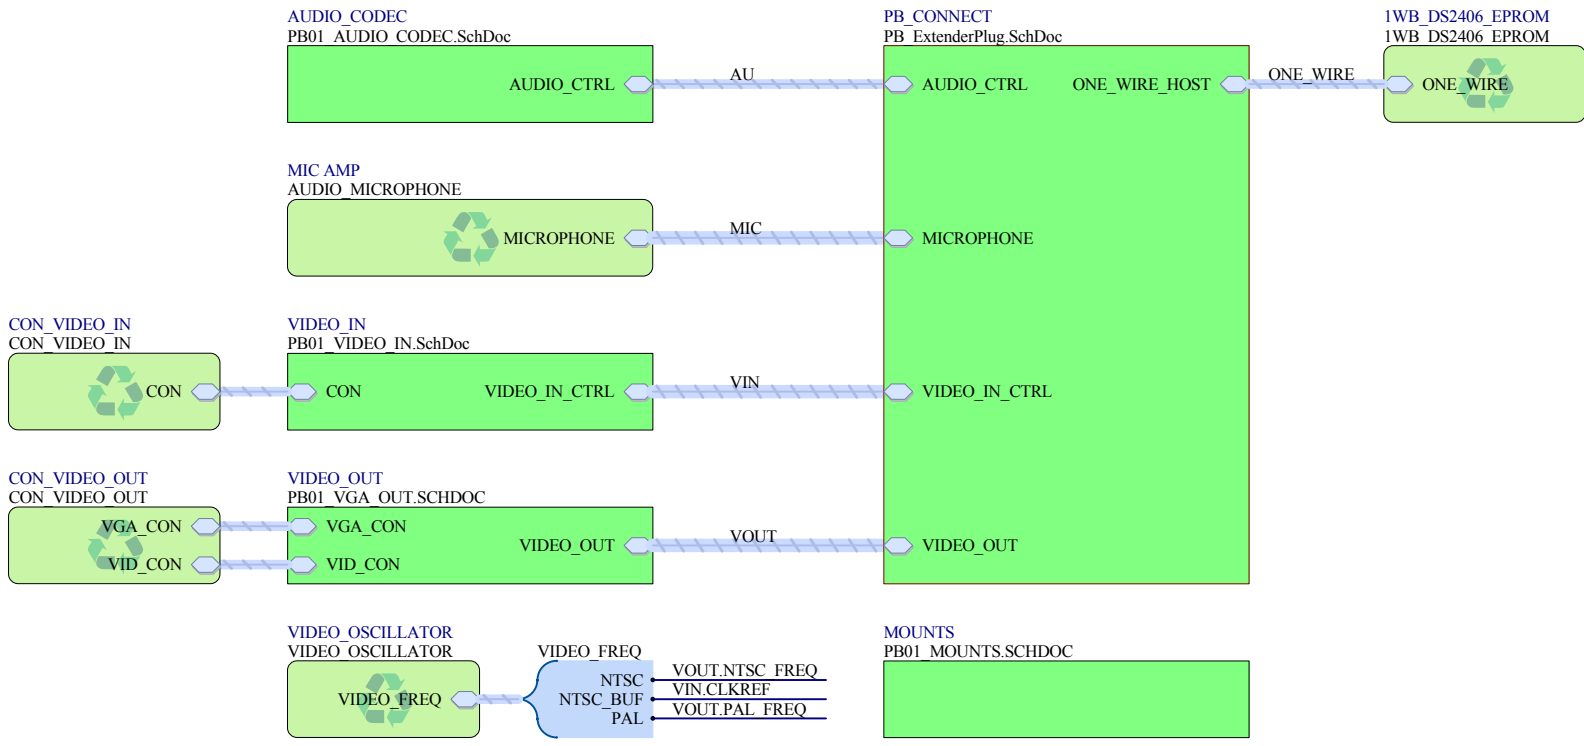 AUDIO_CODEC
PB01_AUDIO_CODEC.SchDoc
AUDIO_CTRL
AU
PB_CONNECT
PB_ExtenderPlug.SchDoc
AUDIO_CTRL
ONE_WIRE_HOST
ONE_WIRE
1WB_DS2406_EPROM
1WB_DS2406_EPROM
ONE_WIRE
MIC AMP
AUDIO_MICROPHONE
MICROPHONE
MIC
MICROPHONE
CON_VIDEO_IN
CON_VIDEO_IN
CON
VIDEO_IN
PB01_VIDEO_IN.SchDoc
CON
VIDEO_IN_CTRL
VIN
VIDEO_IN_CTRL
CON_VIDEO_OUT
CON_VIDEO_OUT
VGA_CON
VID_CON
VIDEO_OUT
PB01_VGA_OUT.SCHDOC
VGA_CON
VID_CON
VIDEO_OUT
VOUT
VIDEO_OUT
VIDEO_OSCILLATOR
VIDEO_OSCILLATOR
VIDEO_FREQ
VIDEO_FREQ
NTSC
NTSC_BUF
PAL
VOUT.NTSC_FREQ
VIN.CLKREF
VOUT.PAL_FREQ
MOUNTS
PB01_MOUNTS.SCHDOC